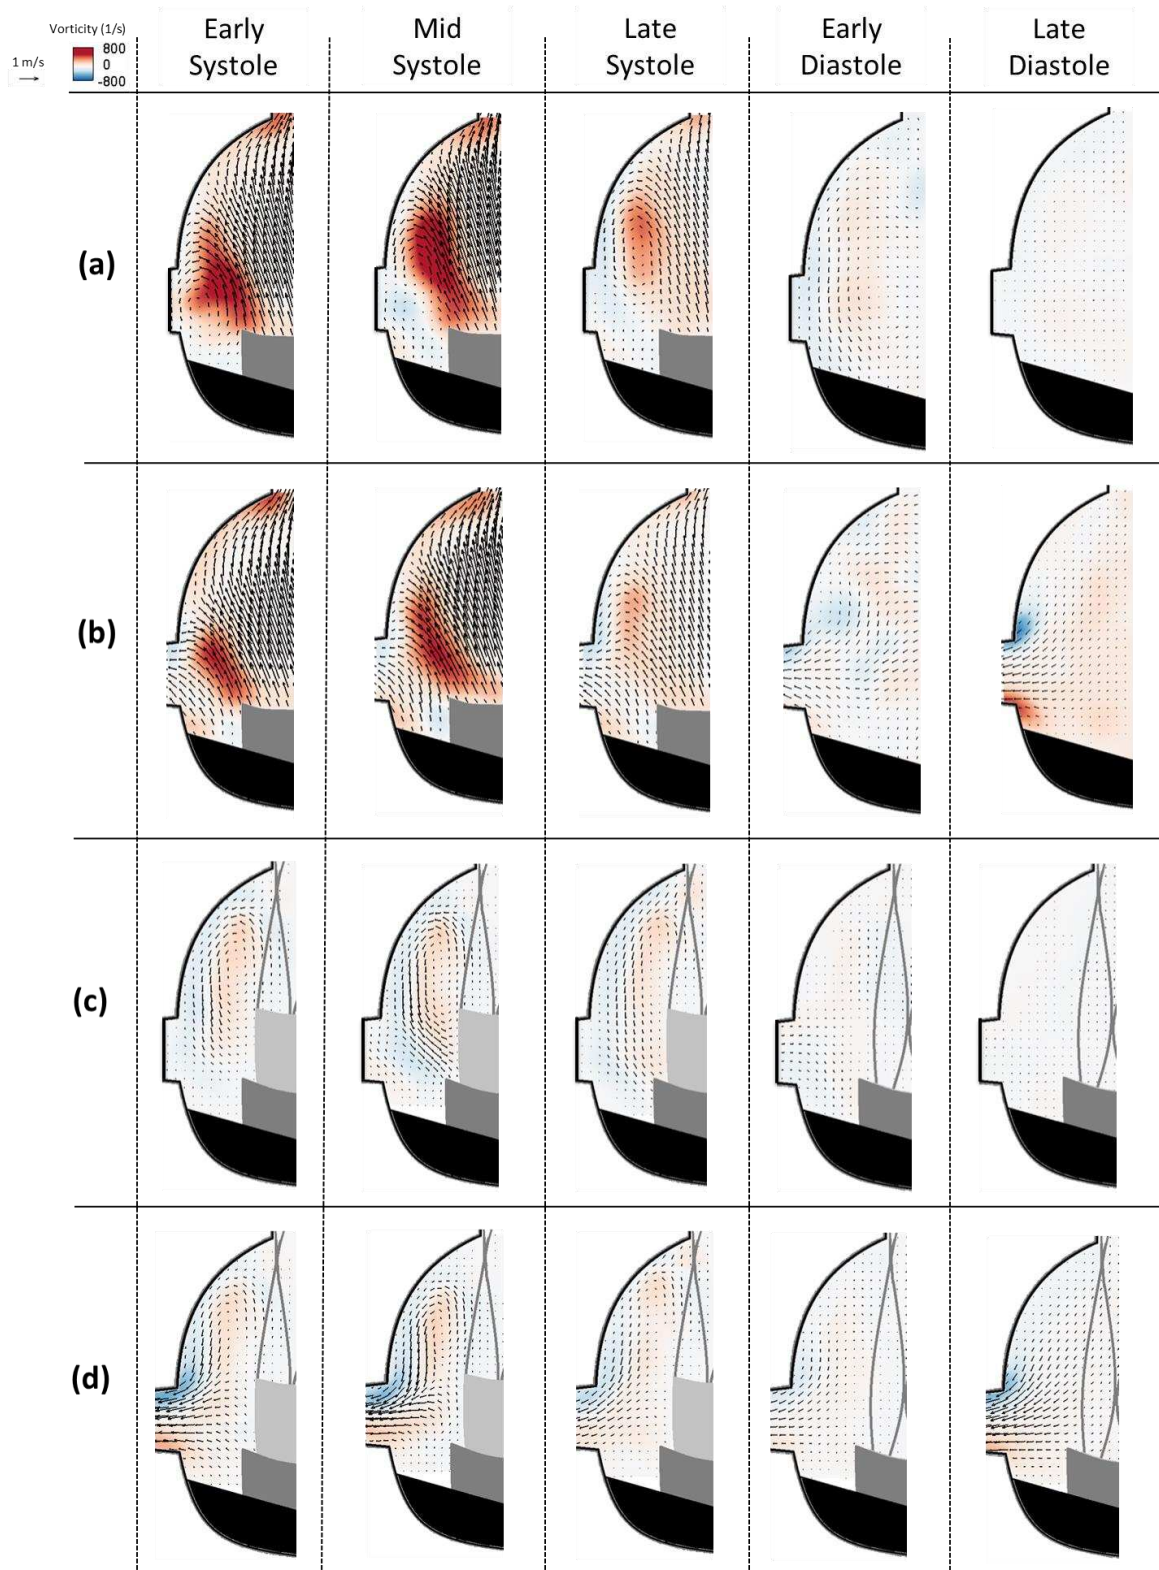 Vorticity (1/s)
1 m/s
800
0
-800
Early
Systole
Mid
Systole
Late
Systole
Early
Diastole
Late
Diastole
(a)
(b)
(c)
(d)